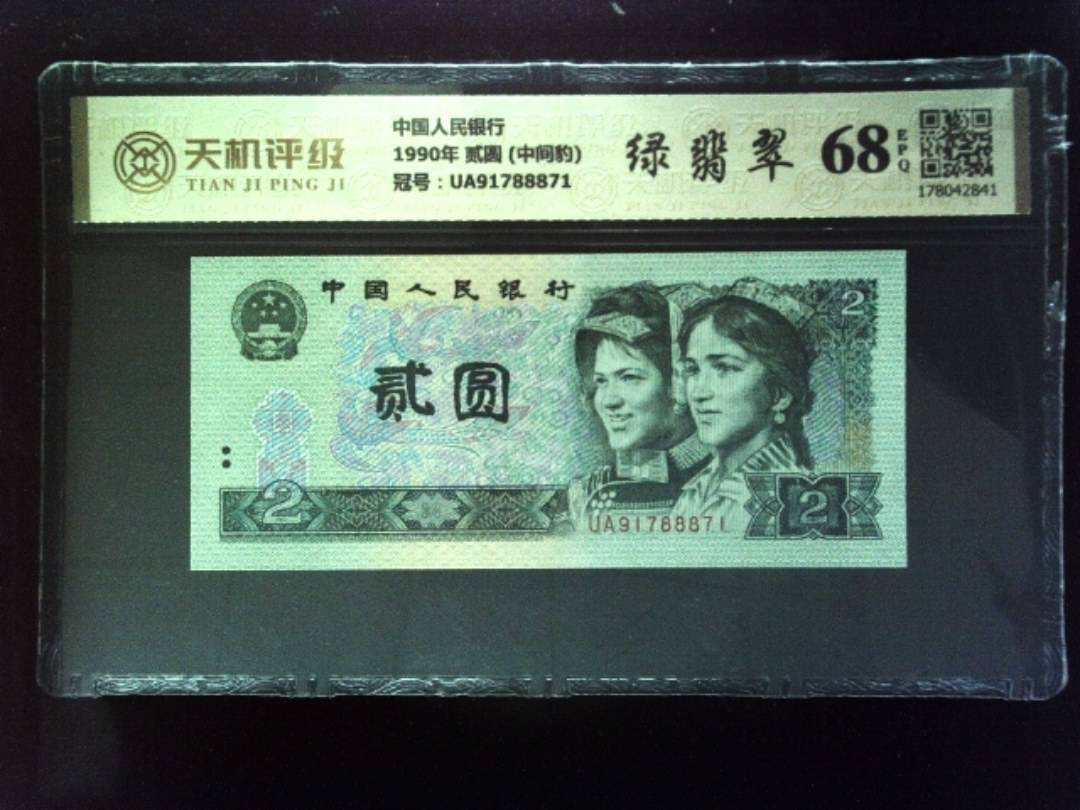 天机评级
TIAN JI PING JI
中国人民银行
1990年 贰圆 (中间豹)
冠号：UA91788871
绿翡翠
68
EPQ
178042841
中国人民银行
2
贰圆
2
UA91788871
2